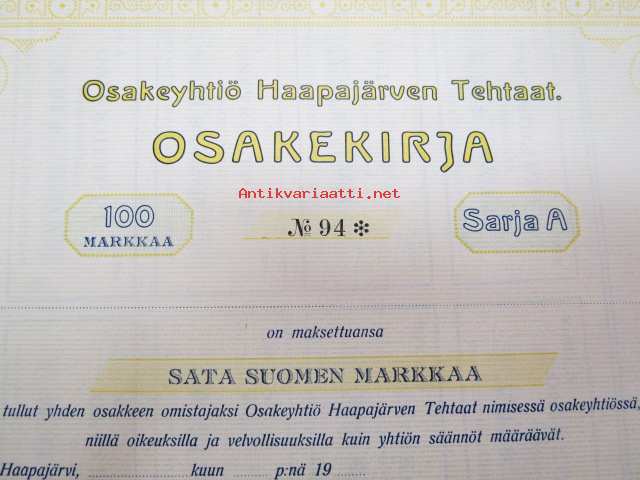 Osakeyhtiö Haapajärven Tehtaat.
OSAKEKIRJA
Antikvariaatti.net
100
MARKKAA
№ 94 ✻
Sarja A
on maksettuansa
SATA SUOMEN MARKKAA
tullut yhden osakkeen omistajaksi Osakeyhtiö Haapajärven Tehtaat nimisessä osakeyhtiössä,
niillä oikeuksilla ja velvollisuuksilla kuin yhtiön säännöt määräävät.
Haapajärvi, ............ kuun ........ p:nä 19 ........